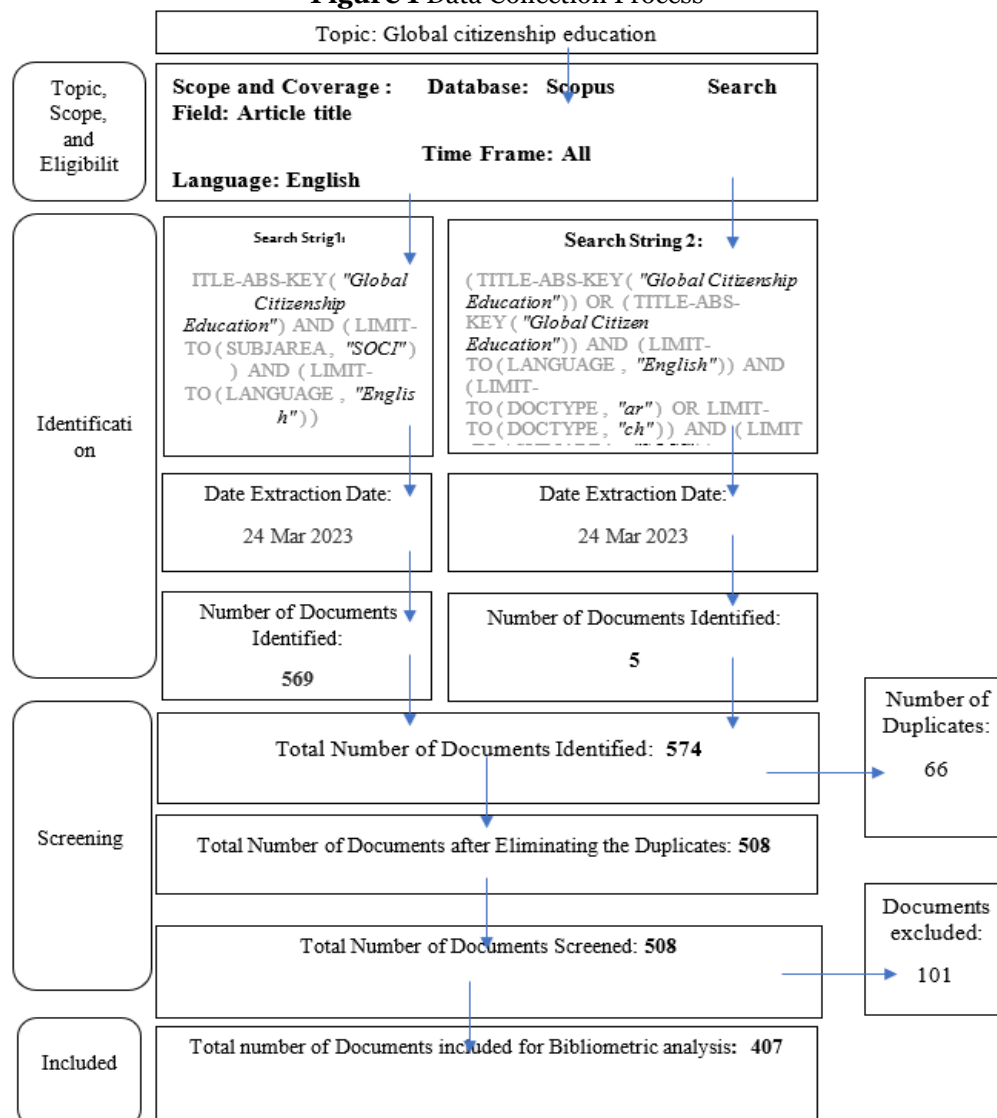 Figure 1 Data Collection Process
Topic: Global citizenship education
Topic,
Scope,
and
Eligibilit
Scope and Coverage : Database: Scopus Search
Field: Article title
Time Frame: All
Language: English
Identificati
on
Search Strig1:
ITLE-ABS-KEY ( "Global
Citizenship
Education") AND ( LIMIT-
TO ( SUBJAREA , "SOCI")
) AND ( LIMIT-
TO ( LANGUAGE , "Englis
h" ) )
Search String 2:
( TITLE-ABS-KEY( "Global Citizenship
Education")) OR ( TITLE-ABS-
KEY ( "Global Citizen
Education")) AND ( LIMIT-
TO ( LANGUAGE , "English")) AND
( LIMIT-
TO ( DOCTYPE , "ar") OR LIMIT-
TO ( DOCTYPE , "ch")) AND ( LIMIT
Date Extraction Date:
24 Mar 2023
Date Extraction Date:
24 Mar 2023
Number of Documents
Identified:
569
Number of Documents Identified:
5
Screening
Total Number of Documents Identified: 574
Number of
Duplicates:
66
Total Number of Documents after Eliminating the Duplicates: 508
Total Number of Documents Screened: 508
Documents
excluded:
101
Included
Total number of Documents included for Bibliometric analysis: 407